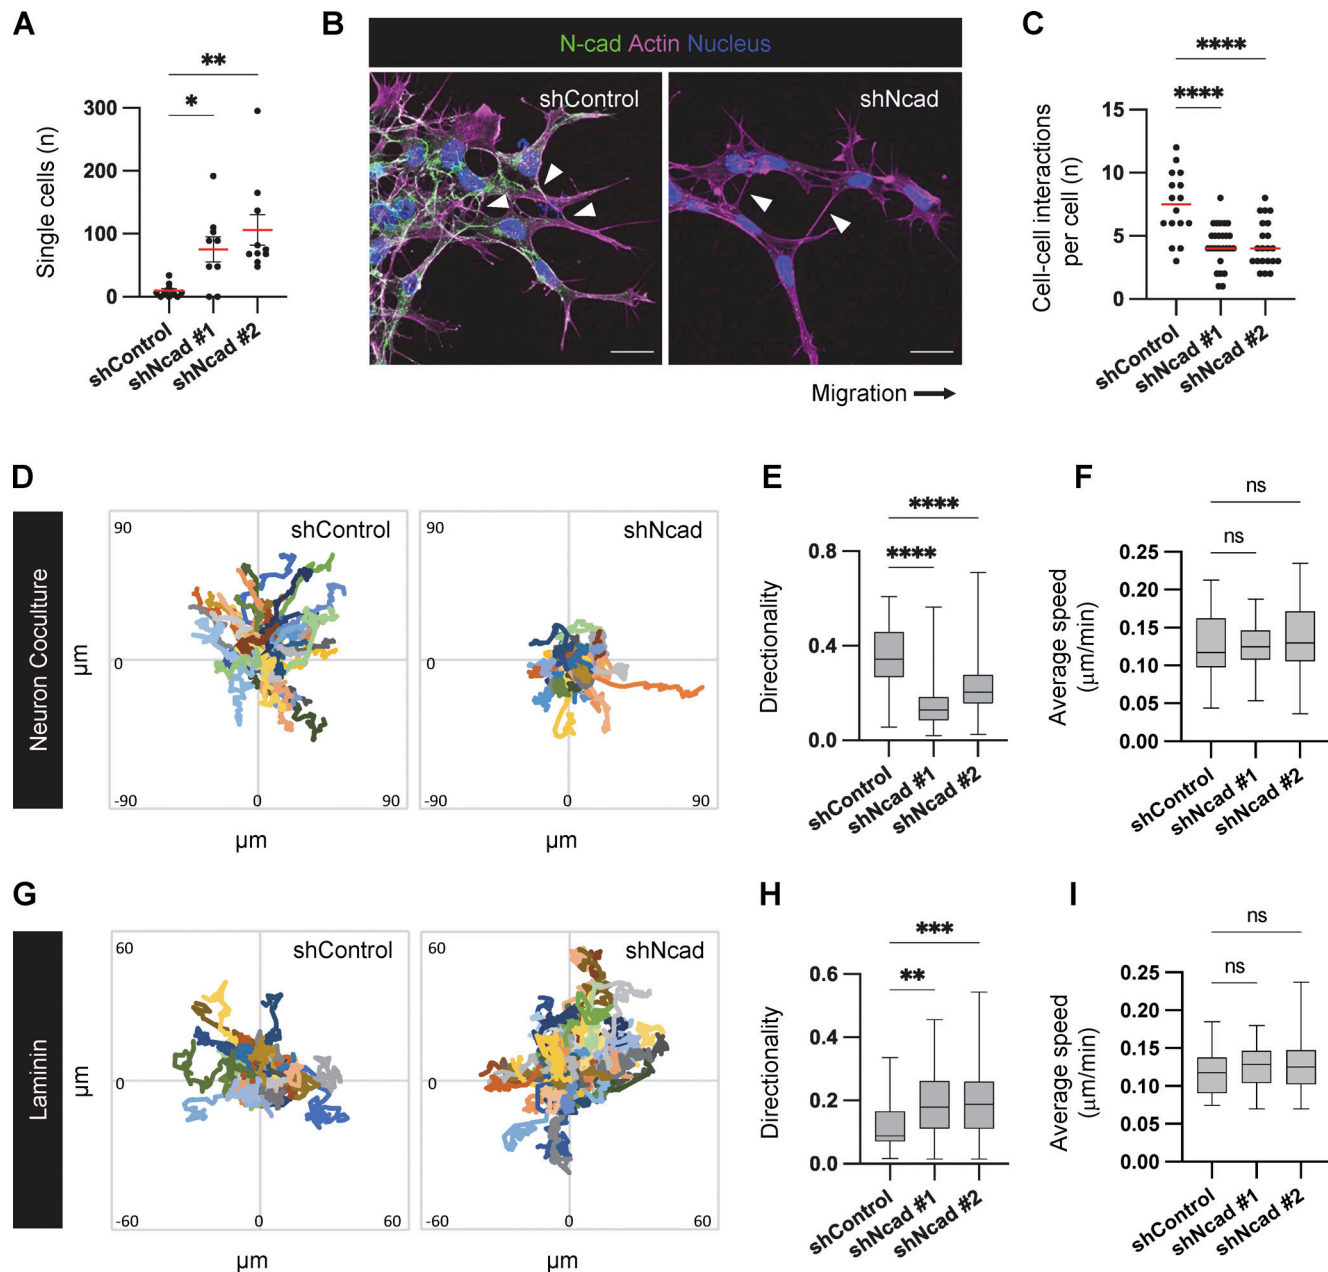 A
Single cells (n)
300
200
100
0
*
**
shControl
shNcad #1
shNcad #2
B
N-cad Actin Nucleus
shControl
shNcad
Migration
C
Cell-cell interactions
per cell (n)
15
10
5
0
****
****
shControl
shNcad #1
shNcad #2
D
Neuron Coculture
µm
90
0
-90
0
90
shControl
µm
90
0
-90
0
90
shNcad
µm
E
Directionality
0.8
0.4
0.0
****
****
shControl
shNcad #1
shNcad #2
F
Average speed
(µm/min)
0.25
0.20
0.15
0.10
0.05
0.00
ns
ns
shControl
shNcad #1
shNcad #2
G
Laminin
µm
60
0
-60
0
60
shControl
µm
60
0
-60
0
60
shNcad
µm
H
Directionality
0.6
0.4
0.2
0.0
***
**
shControl
shNcad #1
shNcad #2
I
Average speed
(µm/min)
0.25
0.20
0.15
0.10
0.05
0.00
ns
ns
shControl
shNcad #1
shNcad #2